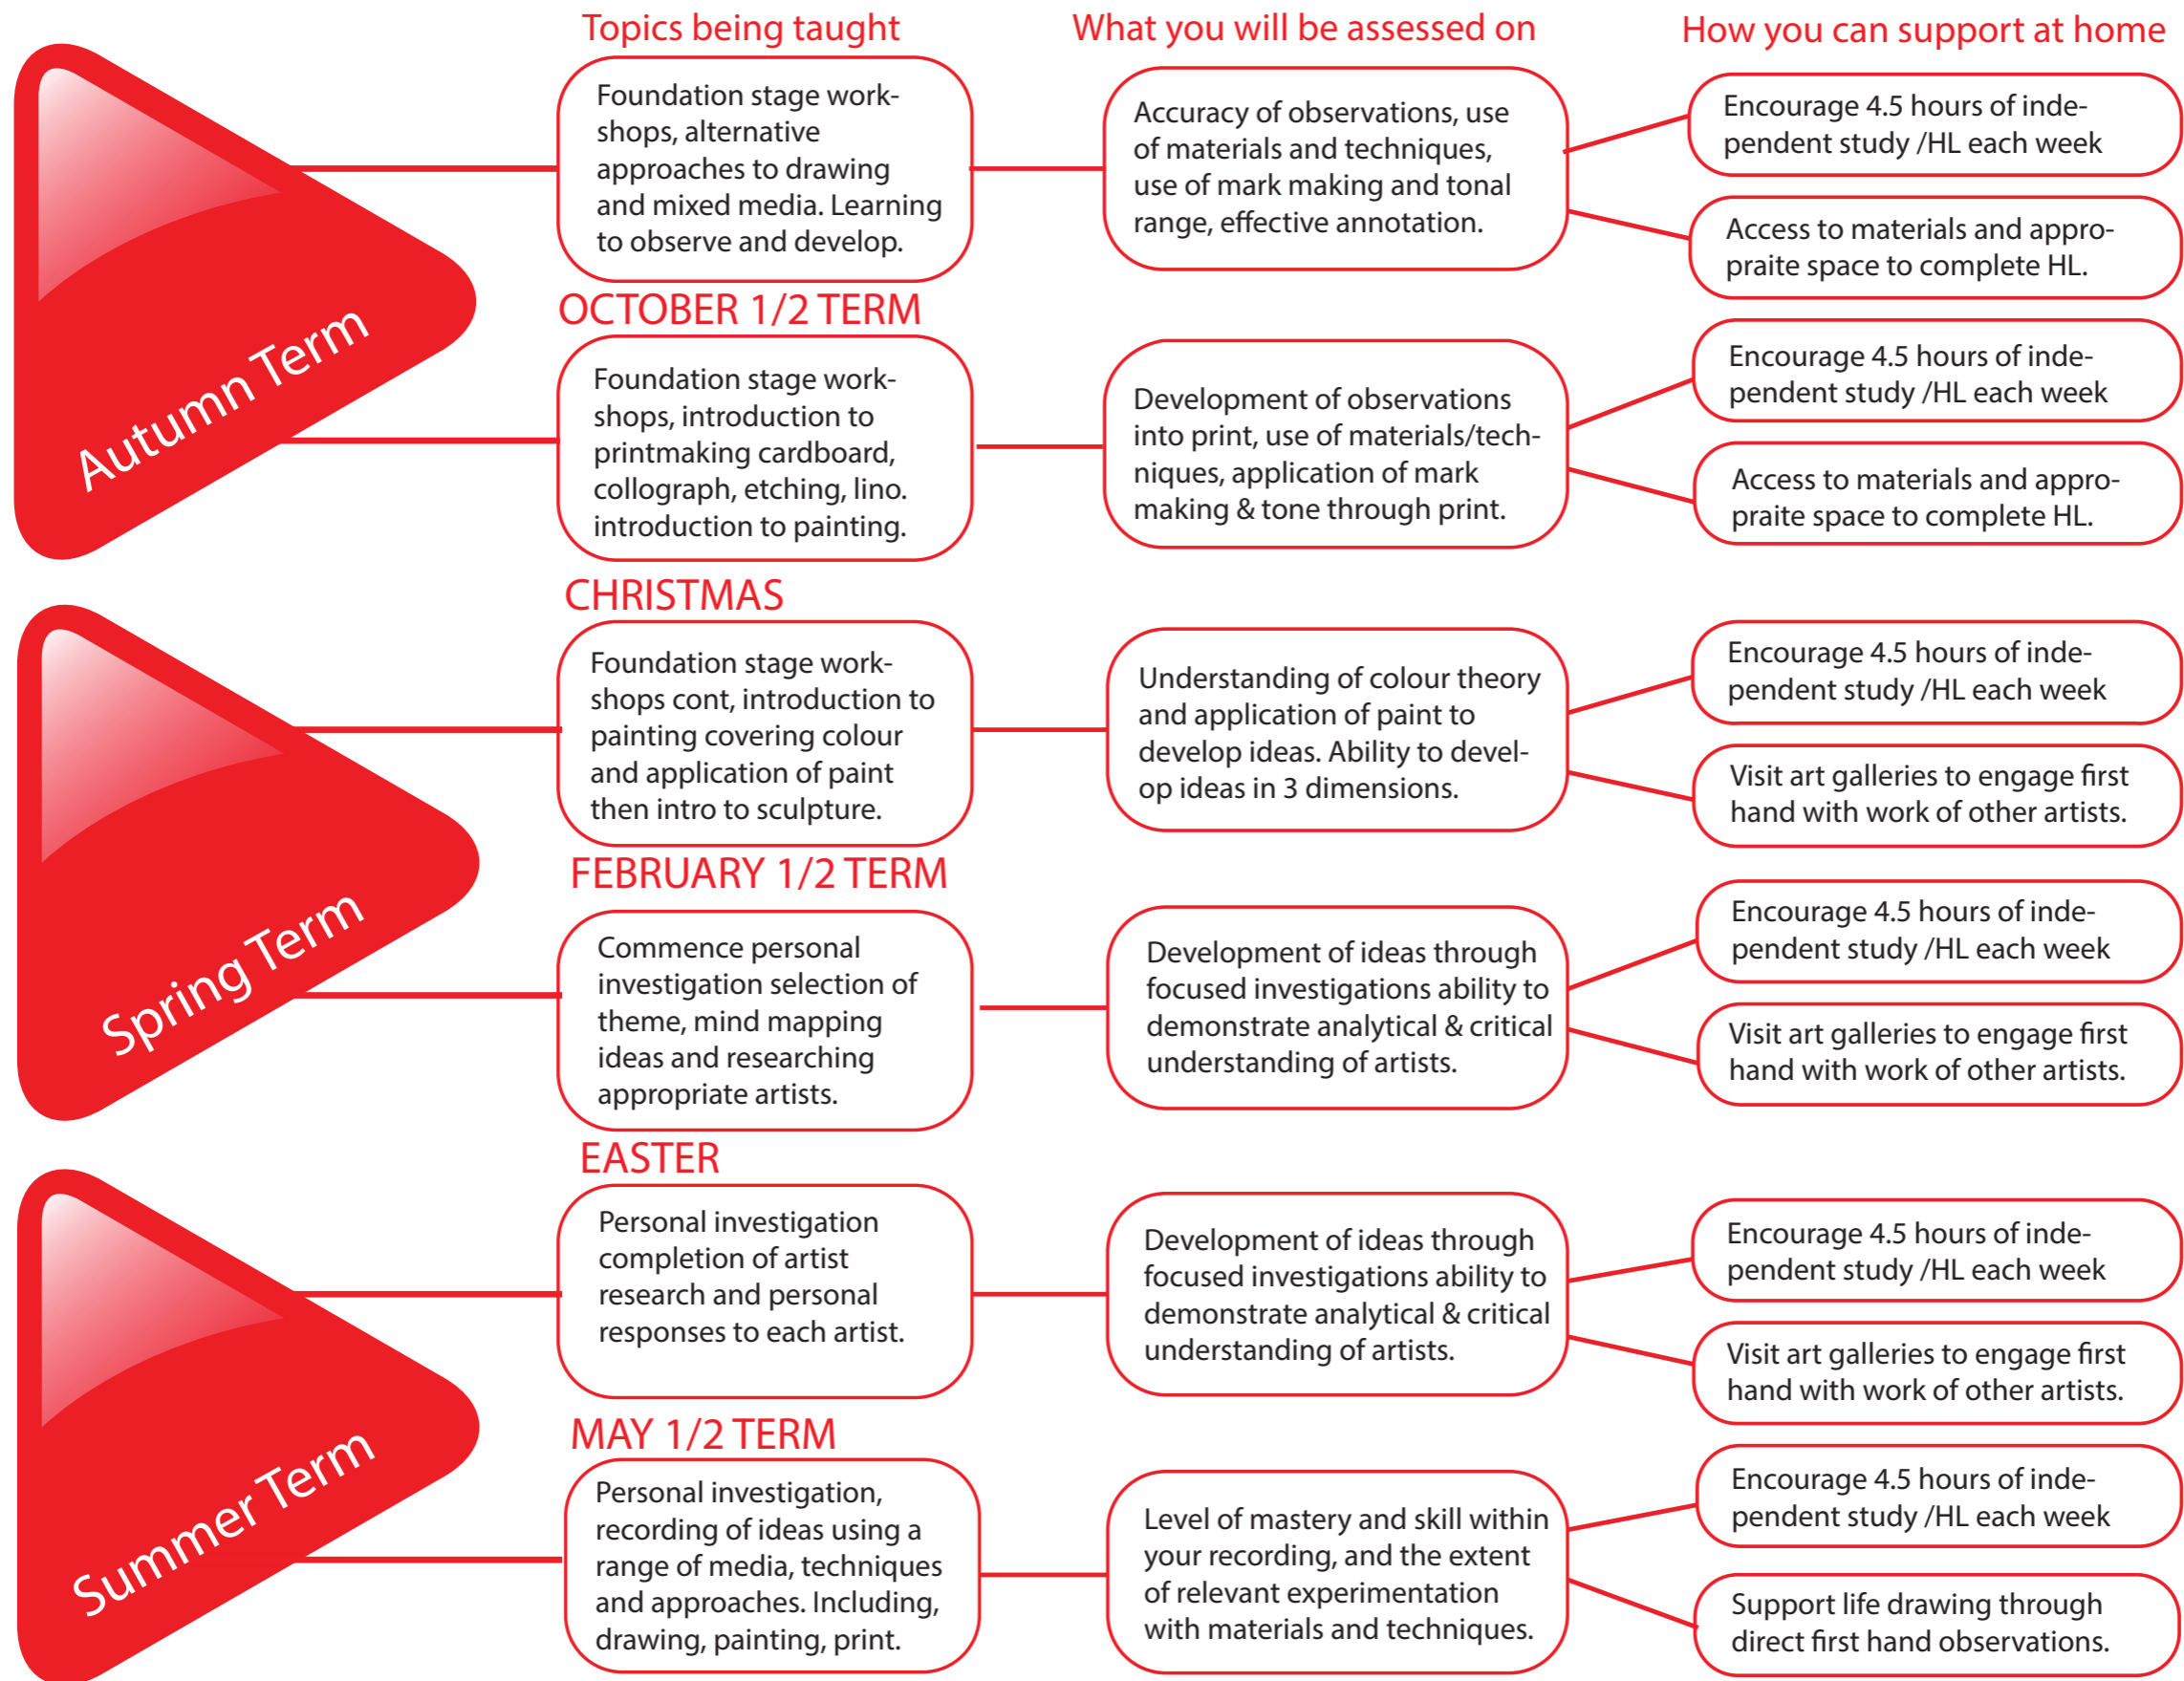 Topics being taught
What you will be assessed on
How you can support at home
Autumn Term
Foundation stage work-
shops, alternative
approaches to drawing
and mixed media. Learning
to observe and develop.
Accuracy of observations, use
of materials and techniques,
use of mark making and tonal
range, effective annotation.
Encourage 4.5 hours of inde-
pendent study /HL each week
Access to materials and appro-
praite space to complete HL.
OCTOBER 1/2 TERM
Foundation stage work-
shops, introduction to
printmaking cardboard,
collograph, etching, lino.
introduction to painting.
Development of observations
into print, use of materials/tech-
niques, application of mark
making & tone through print.
Encourage 4.5 hours of inde-
pendent study /HL each week
Access to materials and appro-
praite space to complete HL.
CHRISTMAS
Spring Term
Foundation stage work-
shops cont, introduction to
painting covering colour
and application of paint
then intro to sculpture.
Understanding of colour theory
and application of paint to
develop ideas. Ability to devel-
op ideas in 3 dimensions.
Encourage 4.5 hours of inde-
pendent study /HL each week
Visit art galleries to engage first
hand with work of other artists.
FEBRUARY 1/2 TERM
Commence personal
investigation selection of
theme, mind mapping
ideas and researching
appropriate artists.
Development of ideas through
focused investigations ability to
demonstrate analytical & critical
understanding of artists.
Encourage 4.5 hours of inde-
pendent study /HL each week
Visit art galleries to engage first
hand with work of other artists.
EASTER
Summer Term
Personal investigation
completion of artist
research and personal
responses to each artist.
Development of ideas through
focused investigations ability to
demonstrate analytical & critical
understanding of artists.
Encourage 4.5 hours of inde-
pendent study /HL each week
Visit art galleries to engage first
hand with work of other artists.
MAY 1/2 TERM
Personal investigation,
recording of ideas using a
range of media, techniques
and approaches. Including,
drawing, painting, print.
Level of mastery and skill within
your recording, and the extent
of relevant experimentation
with materials and techniques.
Encourage 4.5 hours of inde-
pendent study /HL each week
Support life drawing through
direct first hand observations.